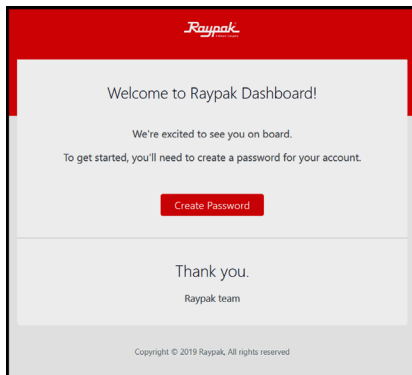 Raypak
Welcome to Raypak Dashboard!
We're excited to see you on board.
To get started, you'll need to create a password for your account.
Create Password
Thank you.
Raypak team
Copyright © 2019 Raypak, All rights reserved